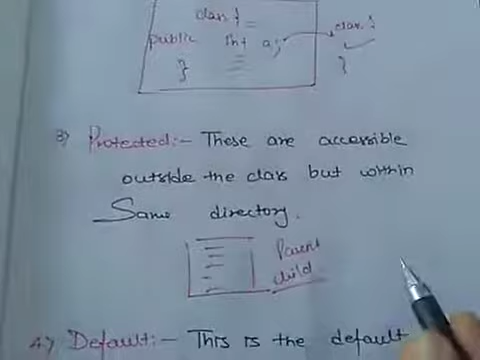 class {
public int a;
}
class {
}
3) Protected:- These are accessible
outside the class but within
Same directory.
Parent
child
4) Default:- This is the default